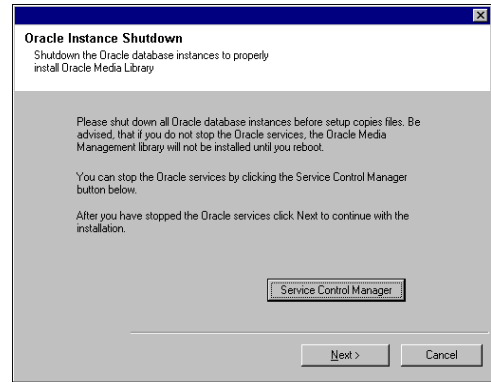 Oracle Instance Shutdown
Shutdown the Oracle database instances to properly
install Oracle Media Library
Please shut down all Oracle database instances before setup copies files. Be
advised, that if you do not stop the Oracle services, the Oracle Media
Management library will not be installed until you reboot.
You can stop the Oracle services by clicking the Service Control Manager
button below.
After you have stopped the Oracle services click Next to continue with the
installation.
Service Control Manager
Next >
Cancel